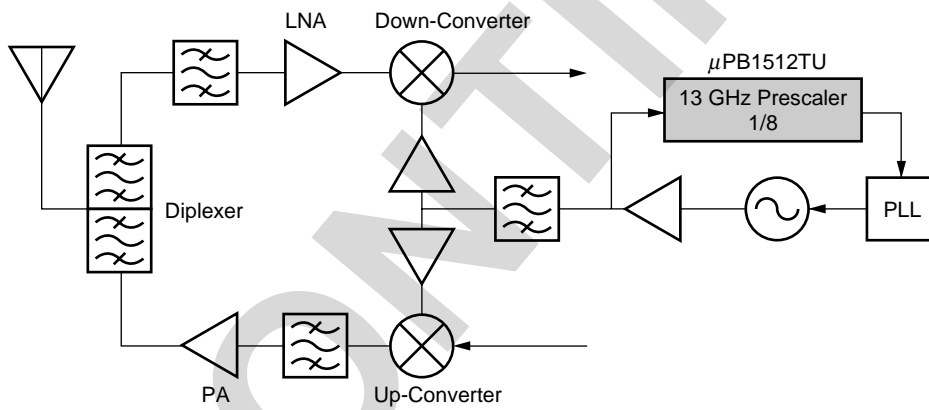 LNA
Down-Converter
μPB1512TU
13 GHz Prescaler
1/8
Diplexer
PLL
PA
Up-Converter